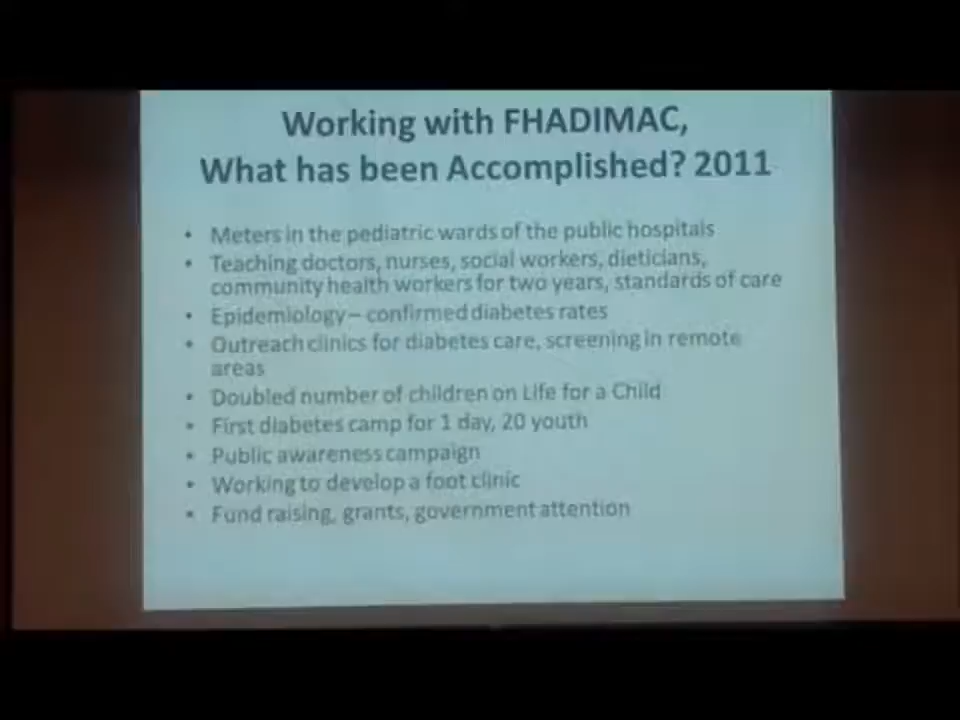 Working with FHADIMAC,
What has been Accomplished? 2011
• Meters in the pediatric wards of the public hospitals
• Teaching doctors, nurses, social workers, dieticians,
community health workers for two years, standards of care
• Epidemiology – confirmed diabetes rates
• Outreach clinics for diabetes care, screening in remote
areas
• Doubled number of children on Life for a Child
• First diabetes camp for 1 day, 20 youth
• Public awareness campaign
• Working to develop a foot clinic
• Fund raising, grants, government attention